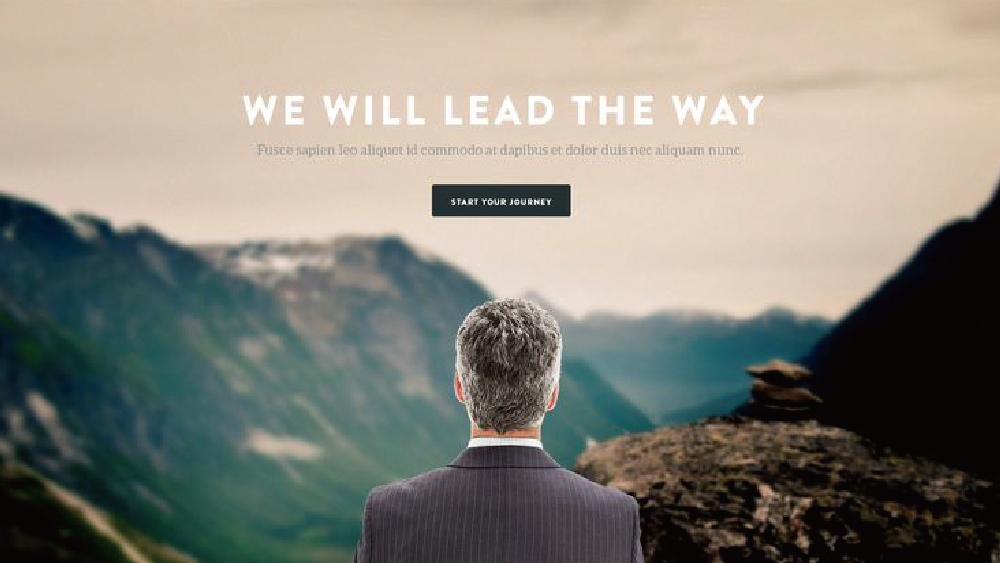 WE WILL LEAD THE WAY
Fusce sapien leo aliquet id commodo at dapibus et dolor duis nec aliquam nunc.
START YOUR JOURNEY